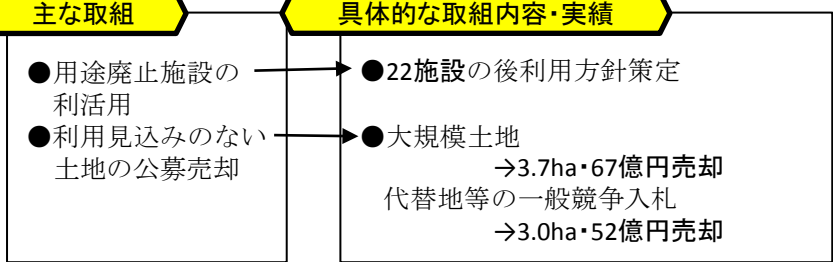 主な取組
具体的な取組内容・実績
●用途廃止施設の
利活用
●利用見込みのない
土地の公募売却
●22施設の後利用方針策定
●大規模土地
→3.7ha・67億円売却
代替地等の一般競争入札
→3.0ha・52億円売却